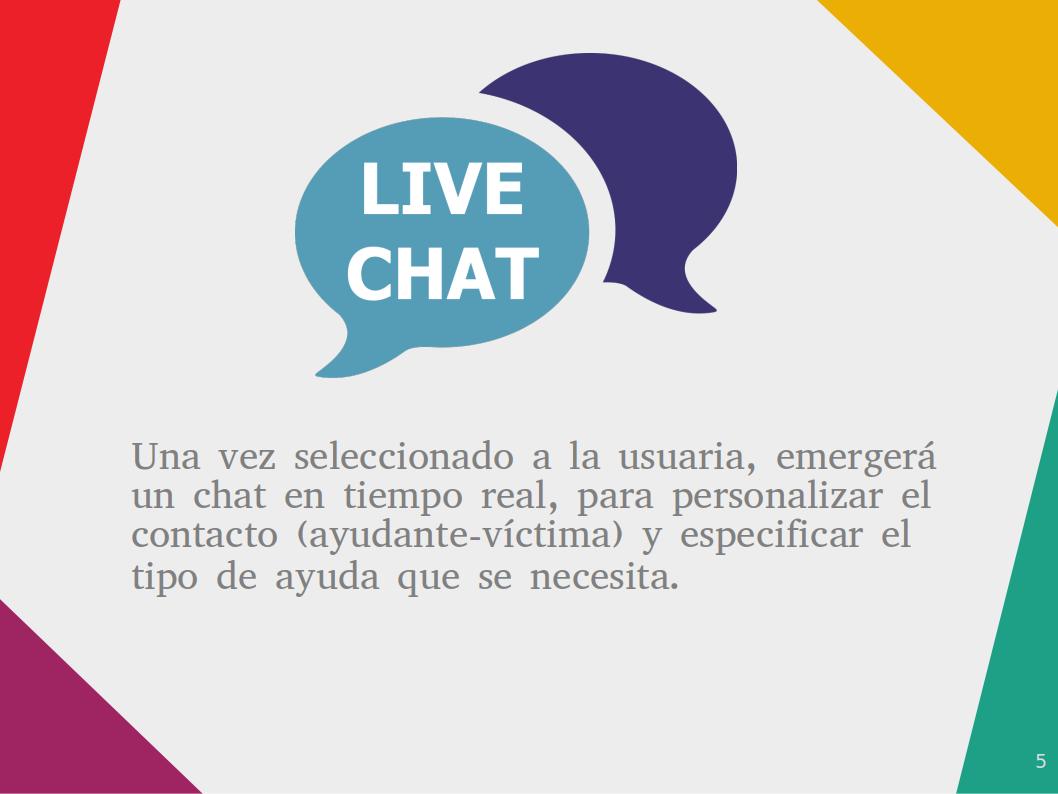 LIVE
CHAT
Una vez seleccionado a la usuaria, emergerá
un chat en tiempo real, para personalizar el
contacto (ayudante-víctima) y especificar el
tipo de ayuda que se necesita.
5